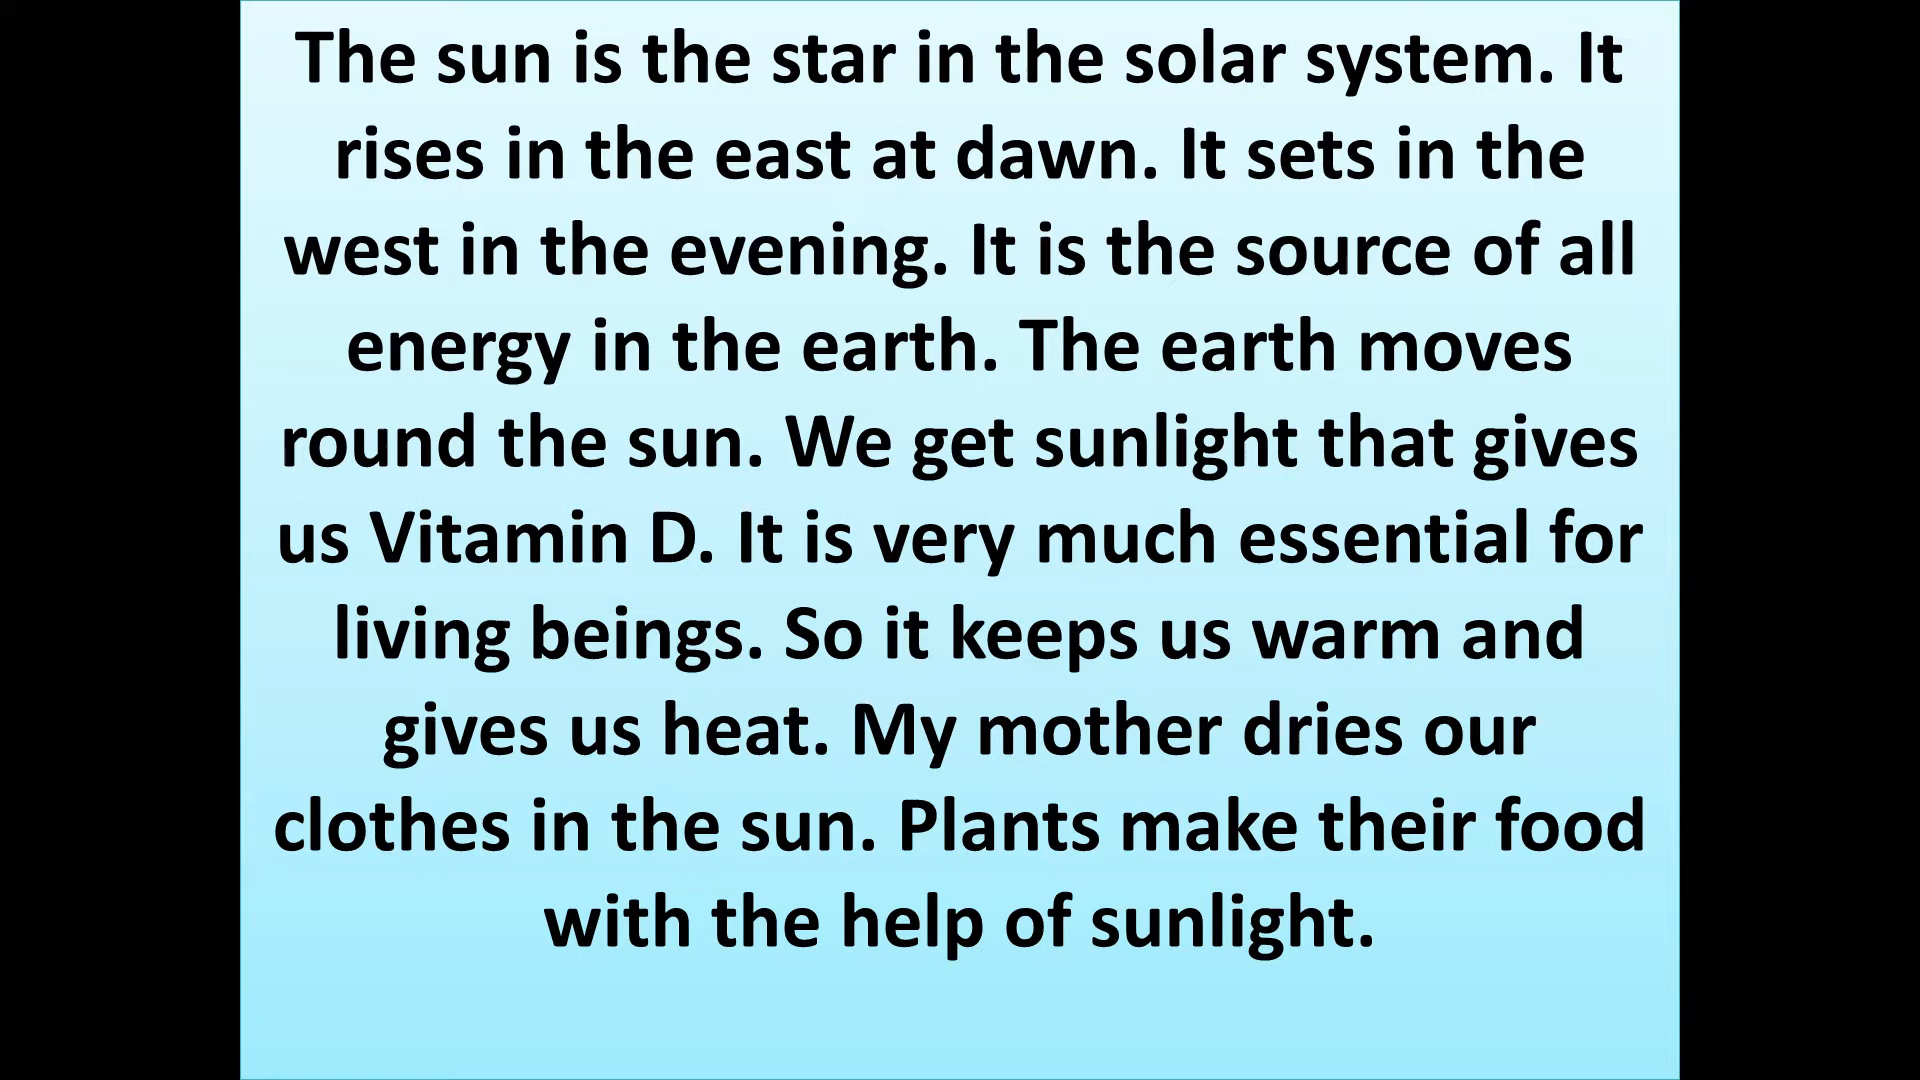 The sun is the star in the solar system. It
rises in the east at dawn. It sets in the
west in the evening. It is the source of all
energy in the earth. The earth moves
round the sun. We get sunlight that gives
us Vitamin D. It is very much essential for
living beings. So it keeps us warm and
gives us heat. My mother dries our
clothes in the sun. Plants make their food
with the help of sunlight.